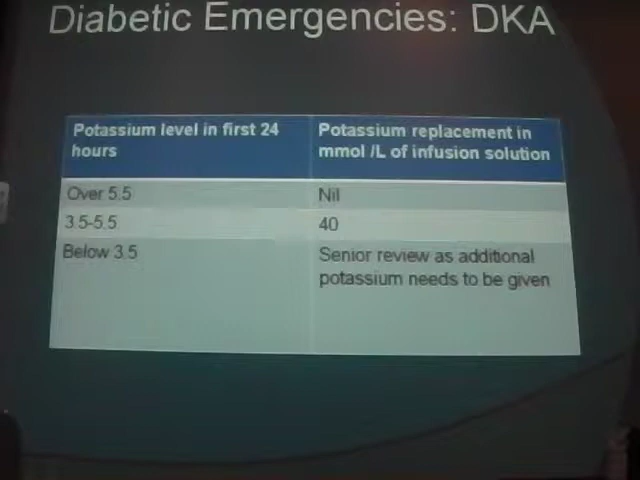 Diabetic Emergencies: DKA
Potassium level in first 24
hours
Potassium replacement in
mmol /L of infusion solution
Over 5.5
Nil
3.5-5.5
40
Below 3.5
Senior review as additional
potassium needs to be given